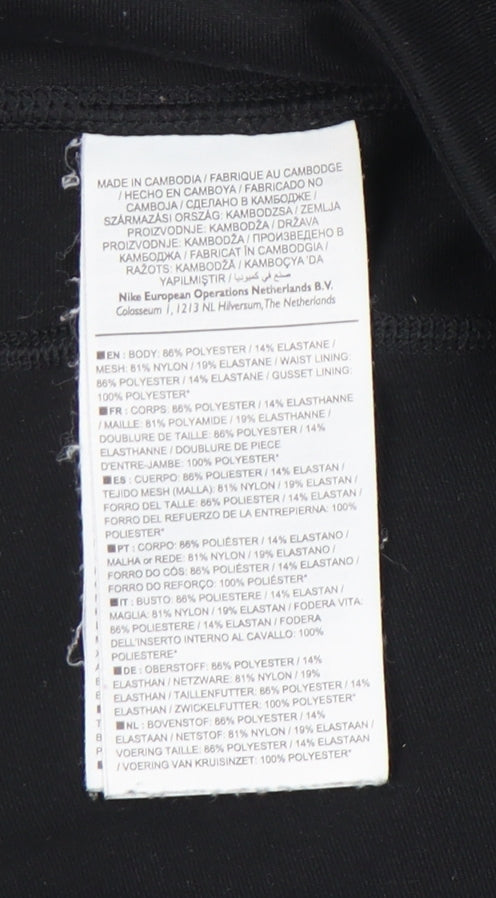 MADE IN CAMBODIA / FABRIQUE AU CAMBODGE
/ HECHO EN CAMBOYA / FABRICADO NO
CAMBOJA / СДЕЛАНО В КАМБОДЖЕ /
SZÁRMAZÁSI ORSZÁG: KAMBODZSA / ZEMLJA
PROIZVODNJE: KAMBODŽA / DRŽAVA
PROIZVODNJE: KAMBODŽA / ПРОИЗВЕДЕНО В
КАМБОДЖА / FABRICAT ÎN CAMBODGIA /
RAŽOTS: KAMBODŽĀ / KAMBOÇYA 'DA
YAPILMIŞTIR / صنع في كمبوديا
Nike European Operations Netherlands B.V.
Colosseum 1, 1213 NL Hilversum, The Netherlands
■EN : BODY: 86% POLYESTER / 14% ELASTANE /
MESH: 81% NYLON / 19% ELASTANE / WAIST LINING:
86% POLYESTER / 14% ELASTANE / GUSSET LINING:
100% POLYESTER*
■FR : CORPS: 86% POLYESTER / 14% ELASTHANNE
/ MAILLE: 81% POLYAMIDE / 19% ELASTHANNE /
DOUBLURE DE TAILLE: 86% POLYESTER / 14%
ELASTHANNE / DOUBLURE DE PIECE
D'ENTRE-JAMBE: 100% POLYESTER*
■ES : CUERPO: 86% POLIESTER / 14% ELASTAN /
TEJIDO MESH (MALLA): 81% NYLON / 19% ELASTAN /
FORRO DEL TALLE: 86% POLIESTER / 14% ELASTAN /
FORRO DEL REFUERZO DE LA ENTREPIERNA: 100%
POLIESTER*
■PT : CORPO: 86% POLIÉSTER / 14% ELASTANO /
MALHA or REDE: 81% NYLON / 19% ELASTANO /
FORRO DO CÓS: 86% POLIÉSTER / 14% ELASTANO /
FORRO DO REFORÇO: 100% POLIÉSTER*
■IT : BUSTO: 86% POLIESTERE / 14% ELASTAN /
MAGLIA: 81% NYLON / 19% ELASTAN / FODERA VITA:
86% POLIESTERE / 14% ELASTAN / FODERA
DELL'INSERTO INTERNO AL CAVALLO: 100%
POLIESTERE*
■DE : OBERSTOFF: 86% POLYESTER / 14%
ELASTHAN / NETZWARE: 81% NYLON / 19%
ELASTHAN / TAILLENFUTTER: 86% POLYESTER / 14%
ELASTHAN / ZWICKELFUTTER: 100% POLYESTER*
■NL : BOVENSTOF: 86% POLYESTER / 14%
ELASTAAN / NETSTOF: 81% NYLON / 19% ELASTAAN /
VOERING TAILLE: 86% POLYESTER / 14% ELASTAAN
/ VOERING VAN KRUISINZET: 100% POLYESTER*